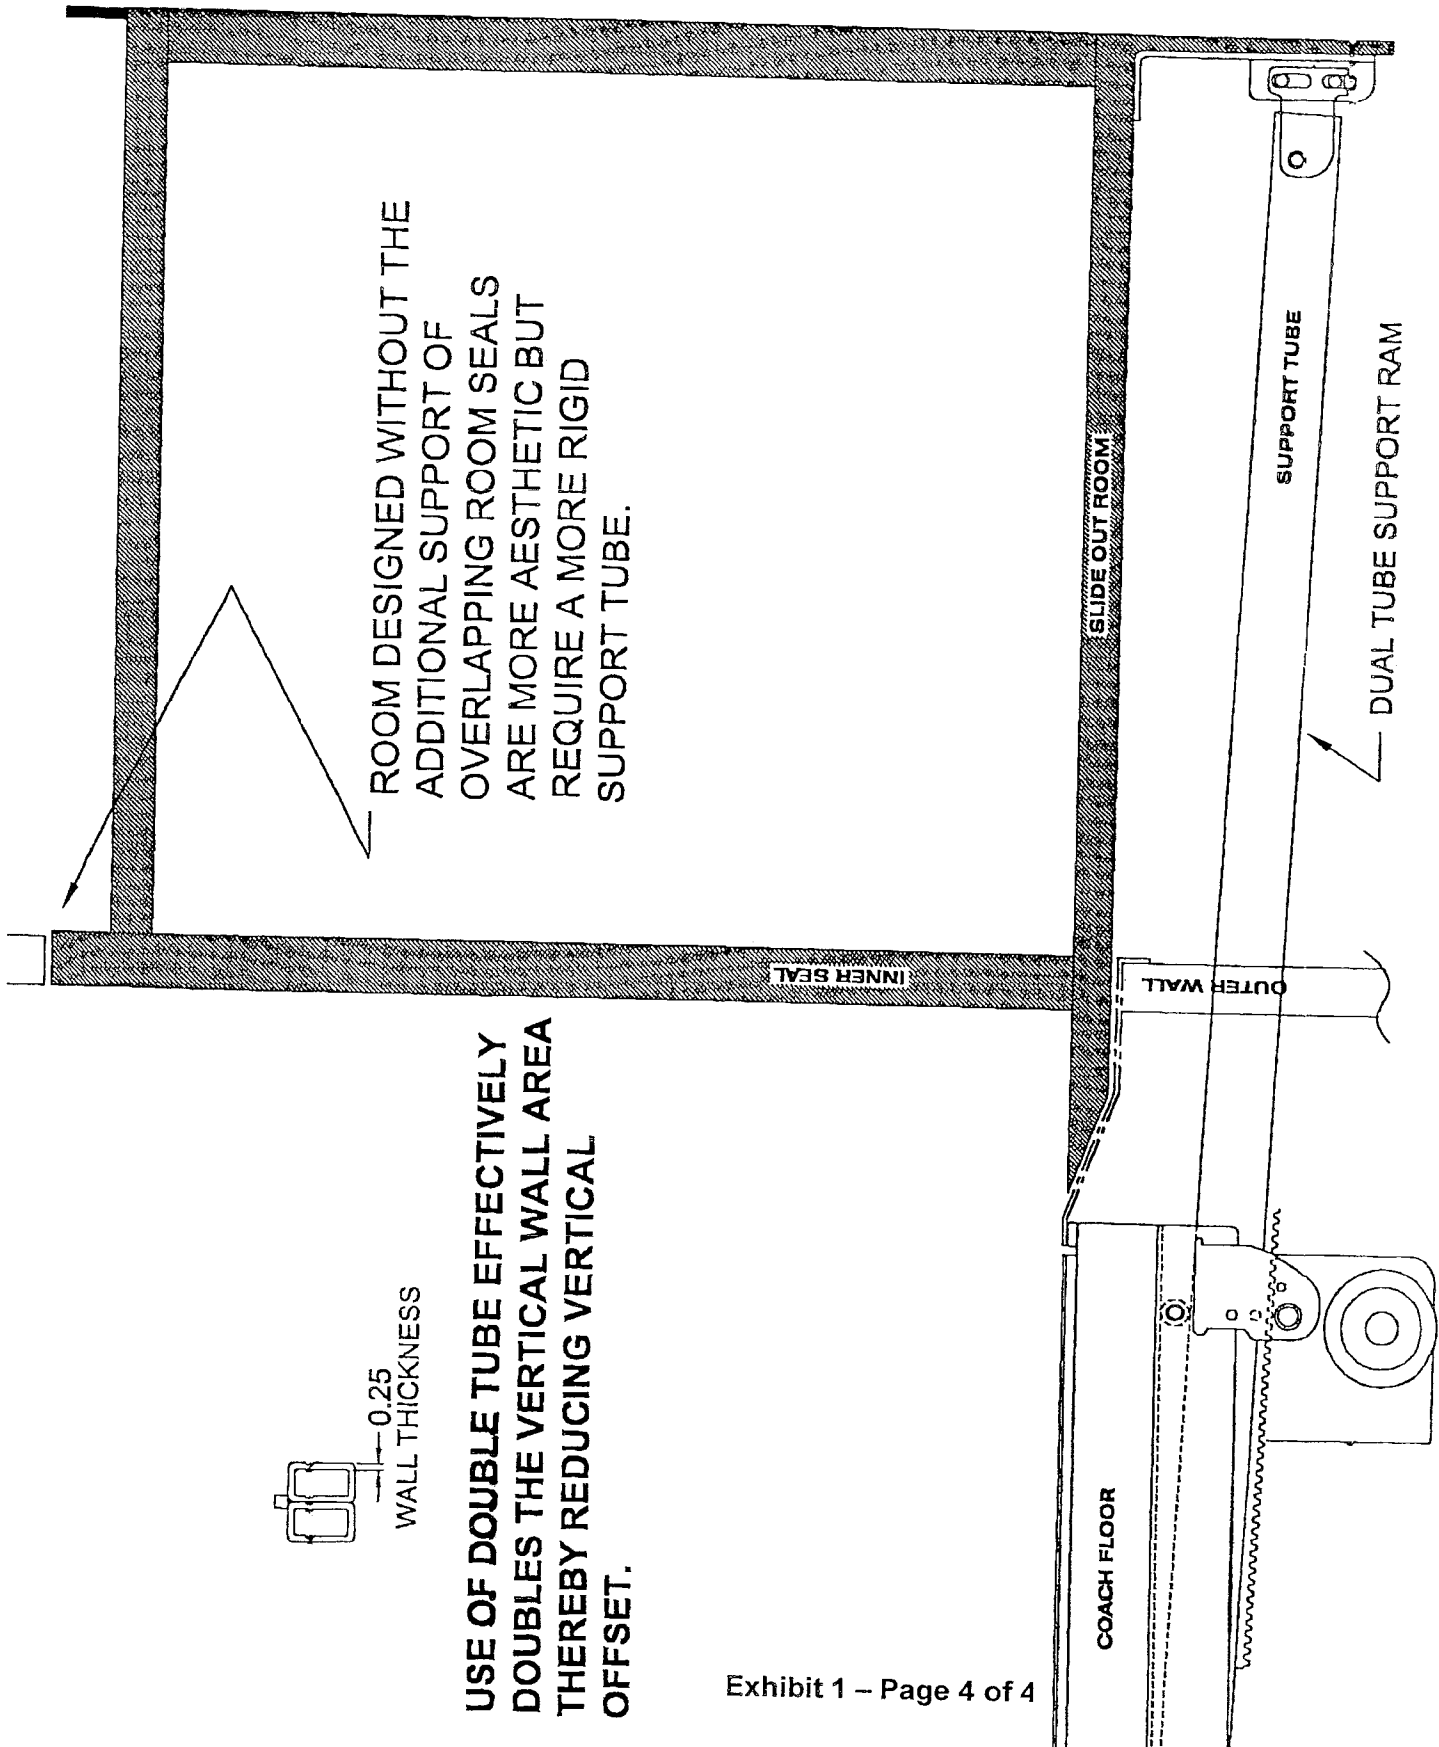 ROOM DESIGNED WITHOUT THE
ADDITIONAL SUPPORT OF
OVERLAPPING ROOM SEALS
ARE MORE AESTHETIC BUT
REQUIRE A MORE RIGID
SUPPORT TUBE.
INNER SEAL
SLIDE OUT ROOM
OUTER WALL
SUPPORT TUBE
DUAL TUBE SUPPORT RAM
0.25
WALL THICKNESS
USE OF DOUBLE TUBE EFFECTIVELY
DOUBLES THE VERTICAL WALL AREA
THEREBY REDUCING VERTICAL
OFFSET.
COACH FLOOR
Exhibit 1 – Page 4 of 4